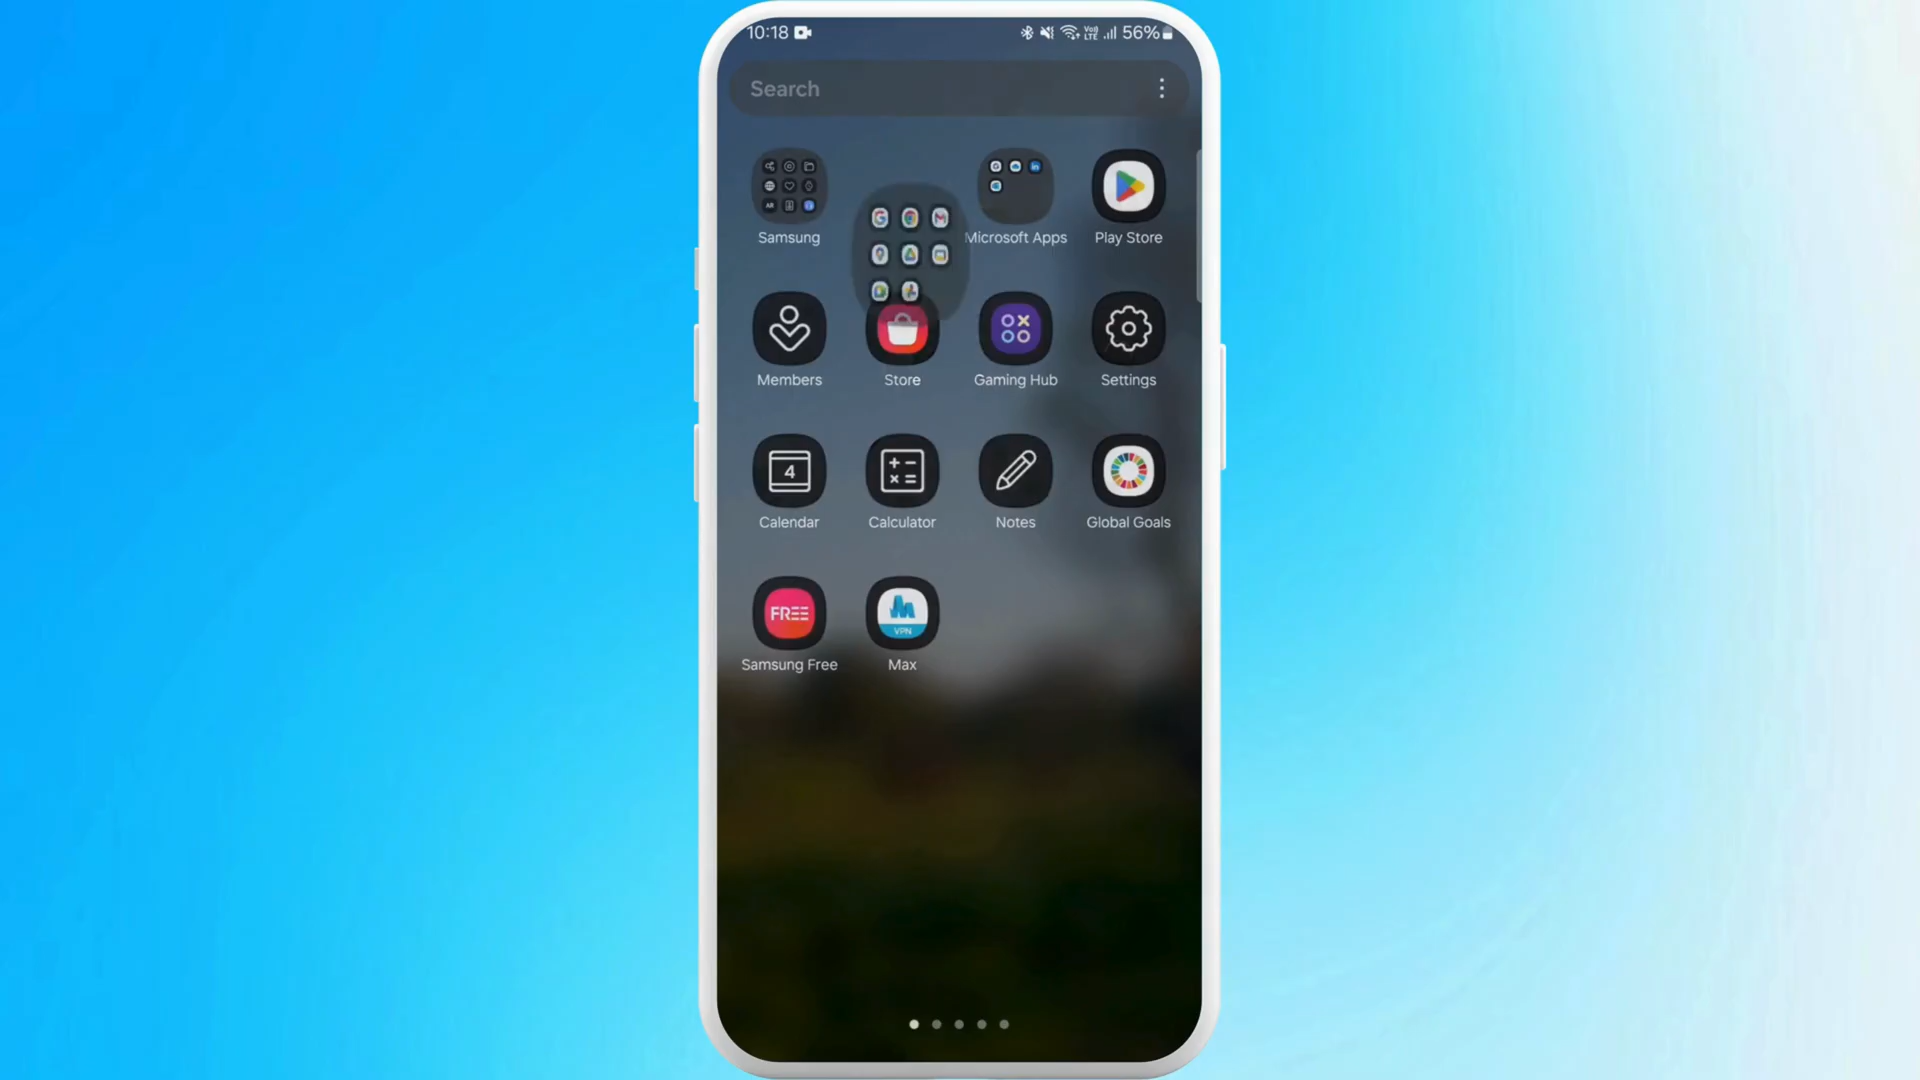 10:18 56%
Search
Samsung Microsoft Apps Play Store
Members Store Gaming Hub Settings
4
Calendar Calculator Notes Global Goals
FREE VPN
Samsung Free Max